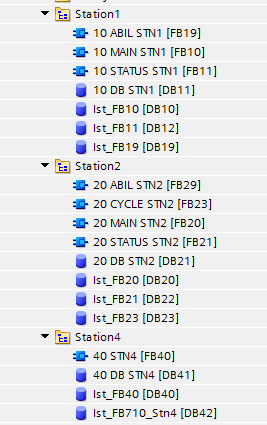 Station1
10 ABIL STN1 [FB19]
10 MAIN STN1 [FB10]
10 STATUS STN1 [FB11]
10 DB STN1 [DB11]
Ist_FB10 [DB10]
Ist_FB11 [DB12]
Ist_FB19 [DB19]
Station2
20 ABIL STN2 [FB29]
20 CYCLE STN2 [FB23]
20 MAIN STN2 [FB20]
20 STATUS STN2 [FB21]
20 DB STN2 [DB21]
Ist_FB20 [DB20]
Ist_FB21 [DB22]
Ist_FB23 [DB23]
Station4
40 STN4 [FB40]
40 DB STN4 [DB41]
Ist_FB40 [DB40]
Ist_FB710_Stn4 [DB42]